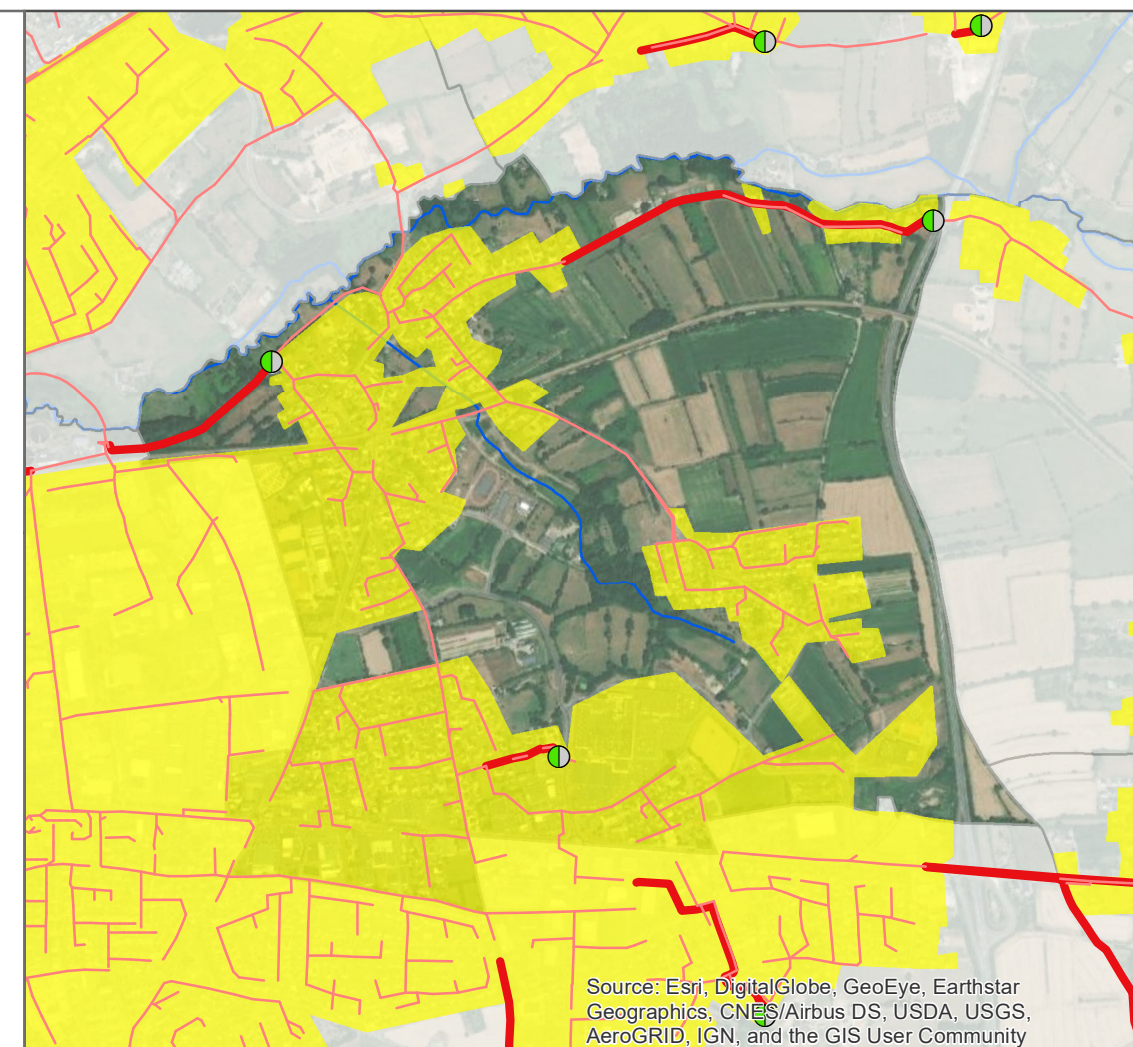 Source: Esri, DigitalGlobe, GeoEye, Earthstar
Geographics, CNES/Airbus DS, USDA, USGS,
AeroGRID, IGN, and the GIS User Community